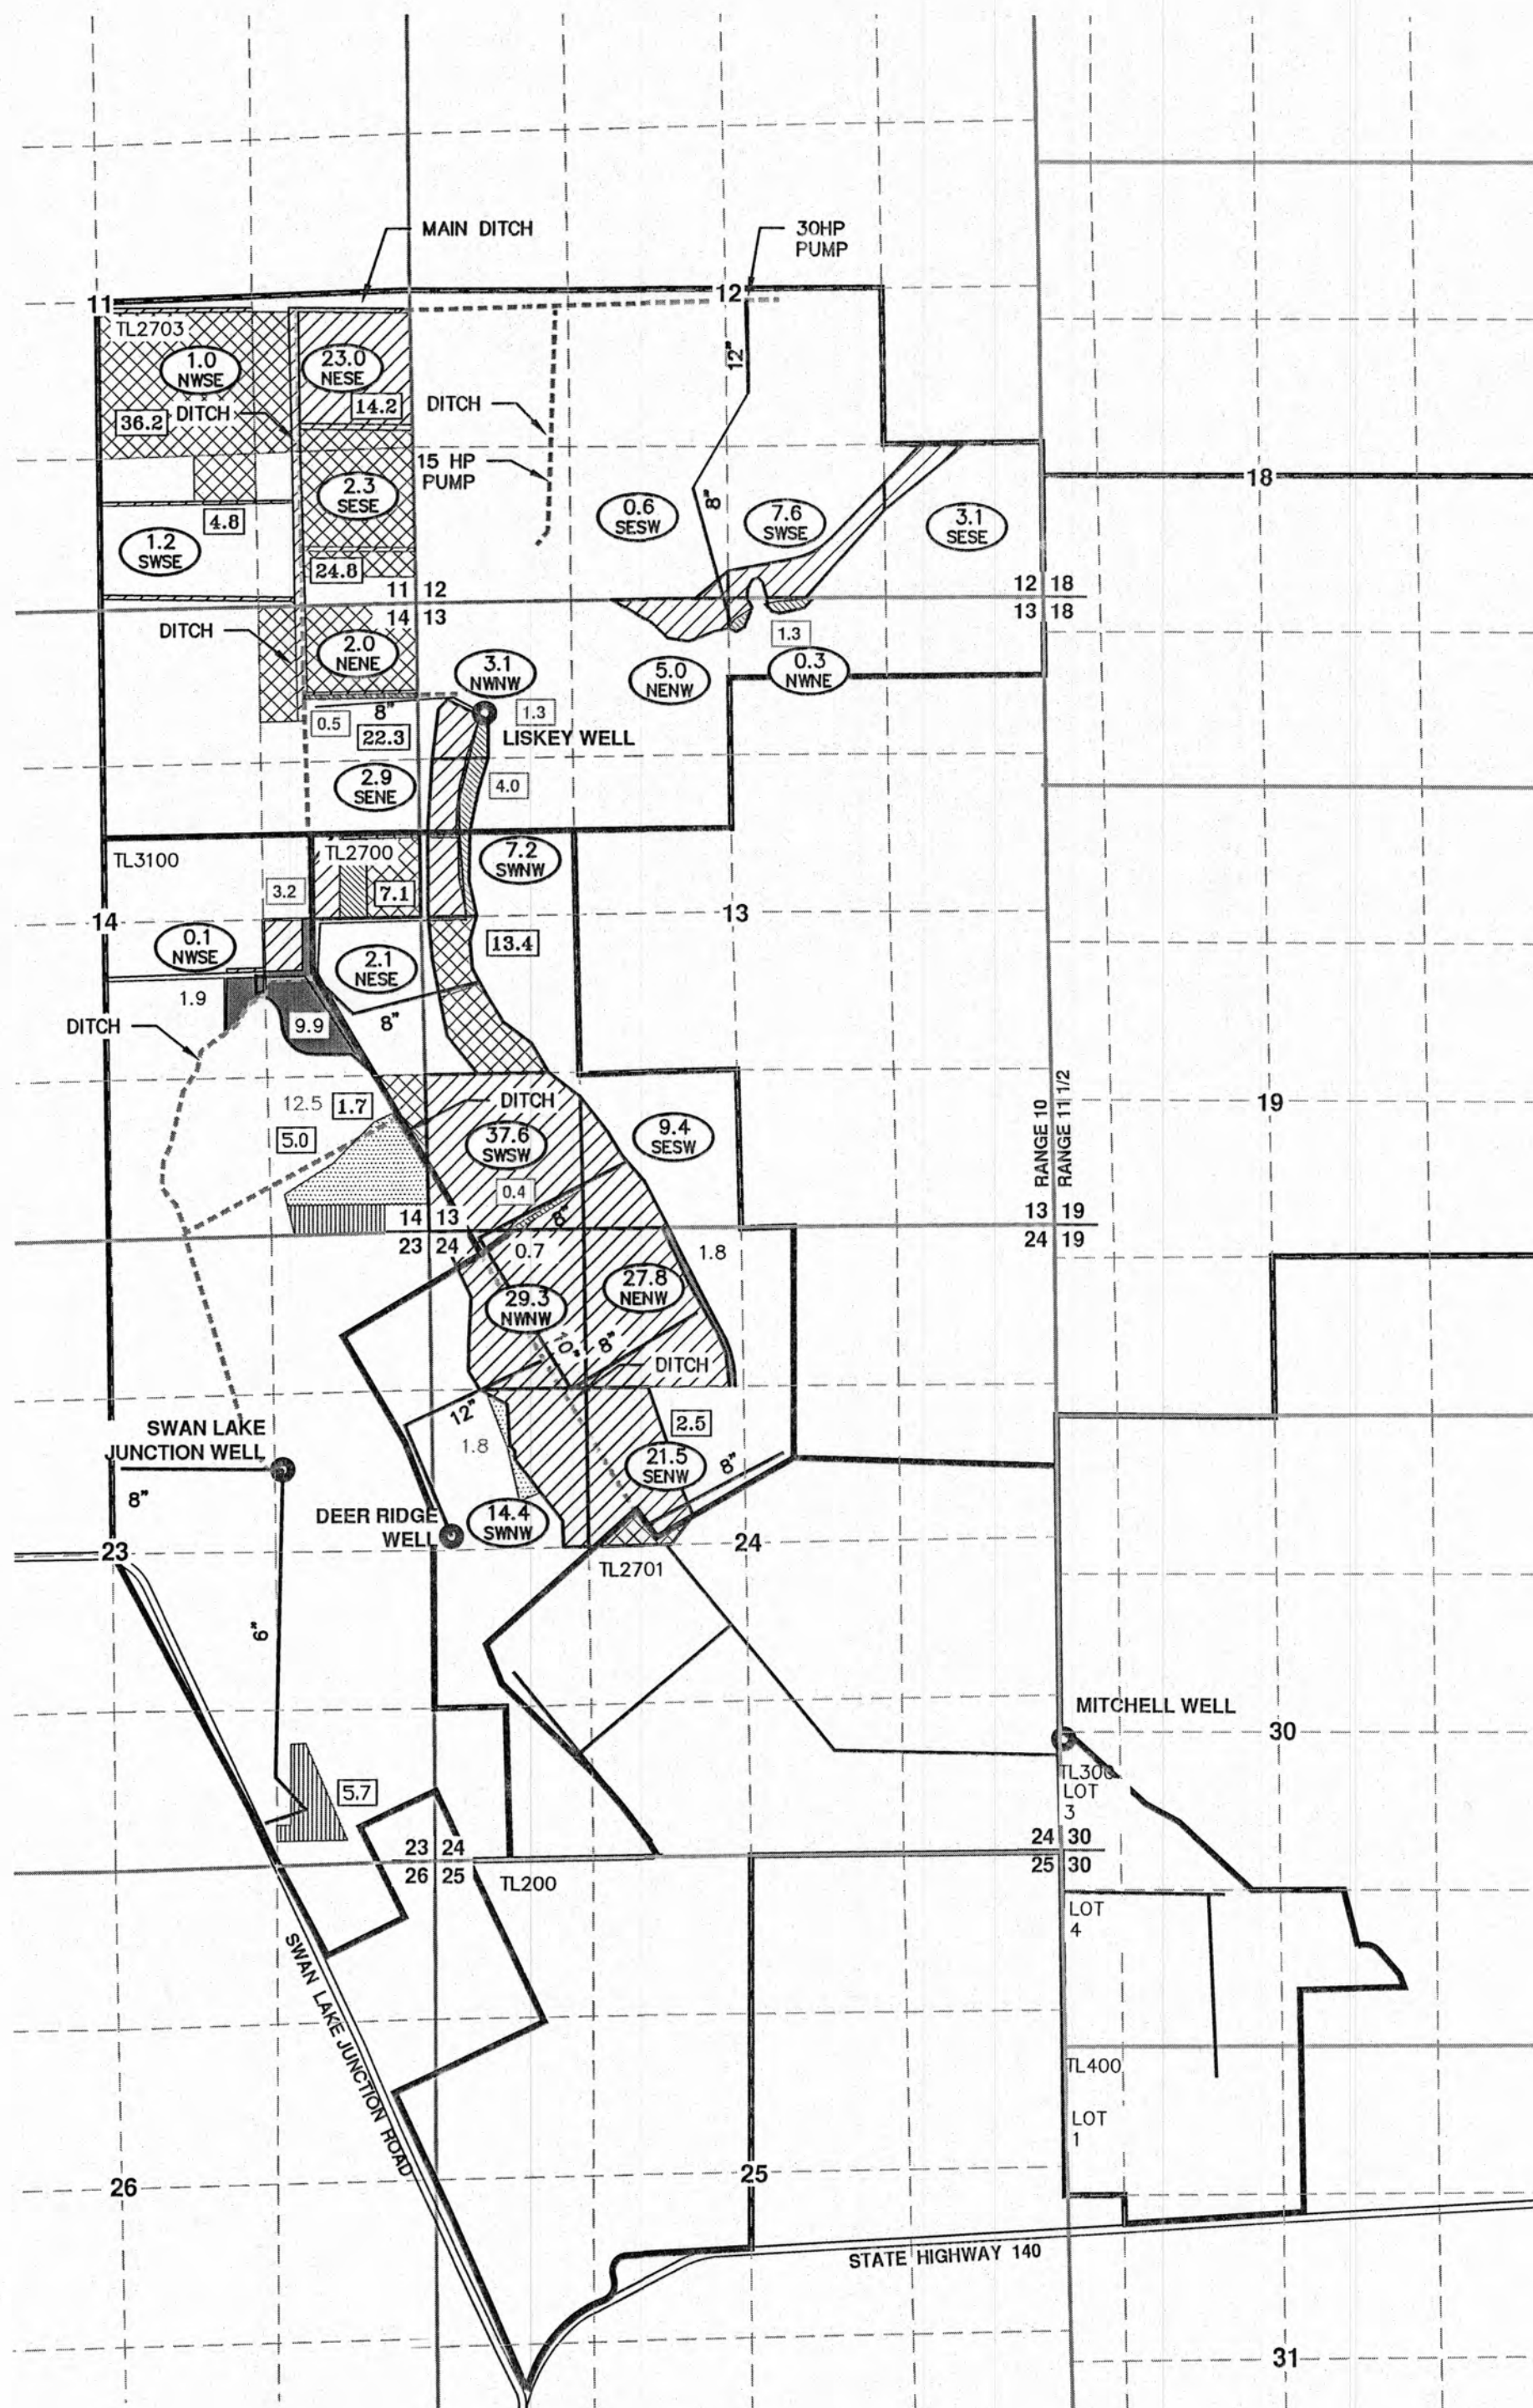 MAIN DITCH
30HP
PUMP
11
12
TL2703
1.0
NWSE
23.0
NESE
12"
14.2
36.2
DITCH
DITCH
15 HP
PUMP
18
2.3
SESE
8"
0.6
SESW
7.6
SWSE
3.1
SESE
4.8
1.2
SWSE
24.8
11 12
14 13
12 18
13 18
DITCH
2.0
NENE
1.3
3.1
NWNW
5.0
NENW
0.3
NWNE
0.5
8"
22.3
1.3
LISKEY WELL
2.9
SENE
4.0
TL3100
TL2700
7.2
SWNW
3.2
7.1
14
13
0.1
NWSE
13.4
2.1
NESE
1.9
9.9
8"
DITCH
12.5
1.7
DITCH
19
5.0
37.6
SWSW
9.4
SESW
RANGE 10
RANGE 11 1/2
0.4
8"
14 13
23 24
13 19
24 19
0.7
1.8
29.3
NWNW
27.8
NENW
10"
8"
DITCH
12"
1.8
2.5
SWAN LAKE
JUNCTION WELL
21.5
SENW
8"
8"
DEER RIDGE
WELL
14.4
SWNW
23
24
TL2701
6"
MITCHELL WELL
30
TL300
LOT
3
5.7
23 24
26 25
24 30
25 30
TL200
LOT
4
SWAN LAKE JUNCTION ROAD
TL400
LOT
1
26
25
STATE HIGHWAY 140
31